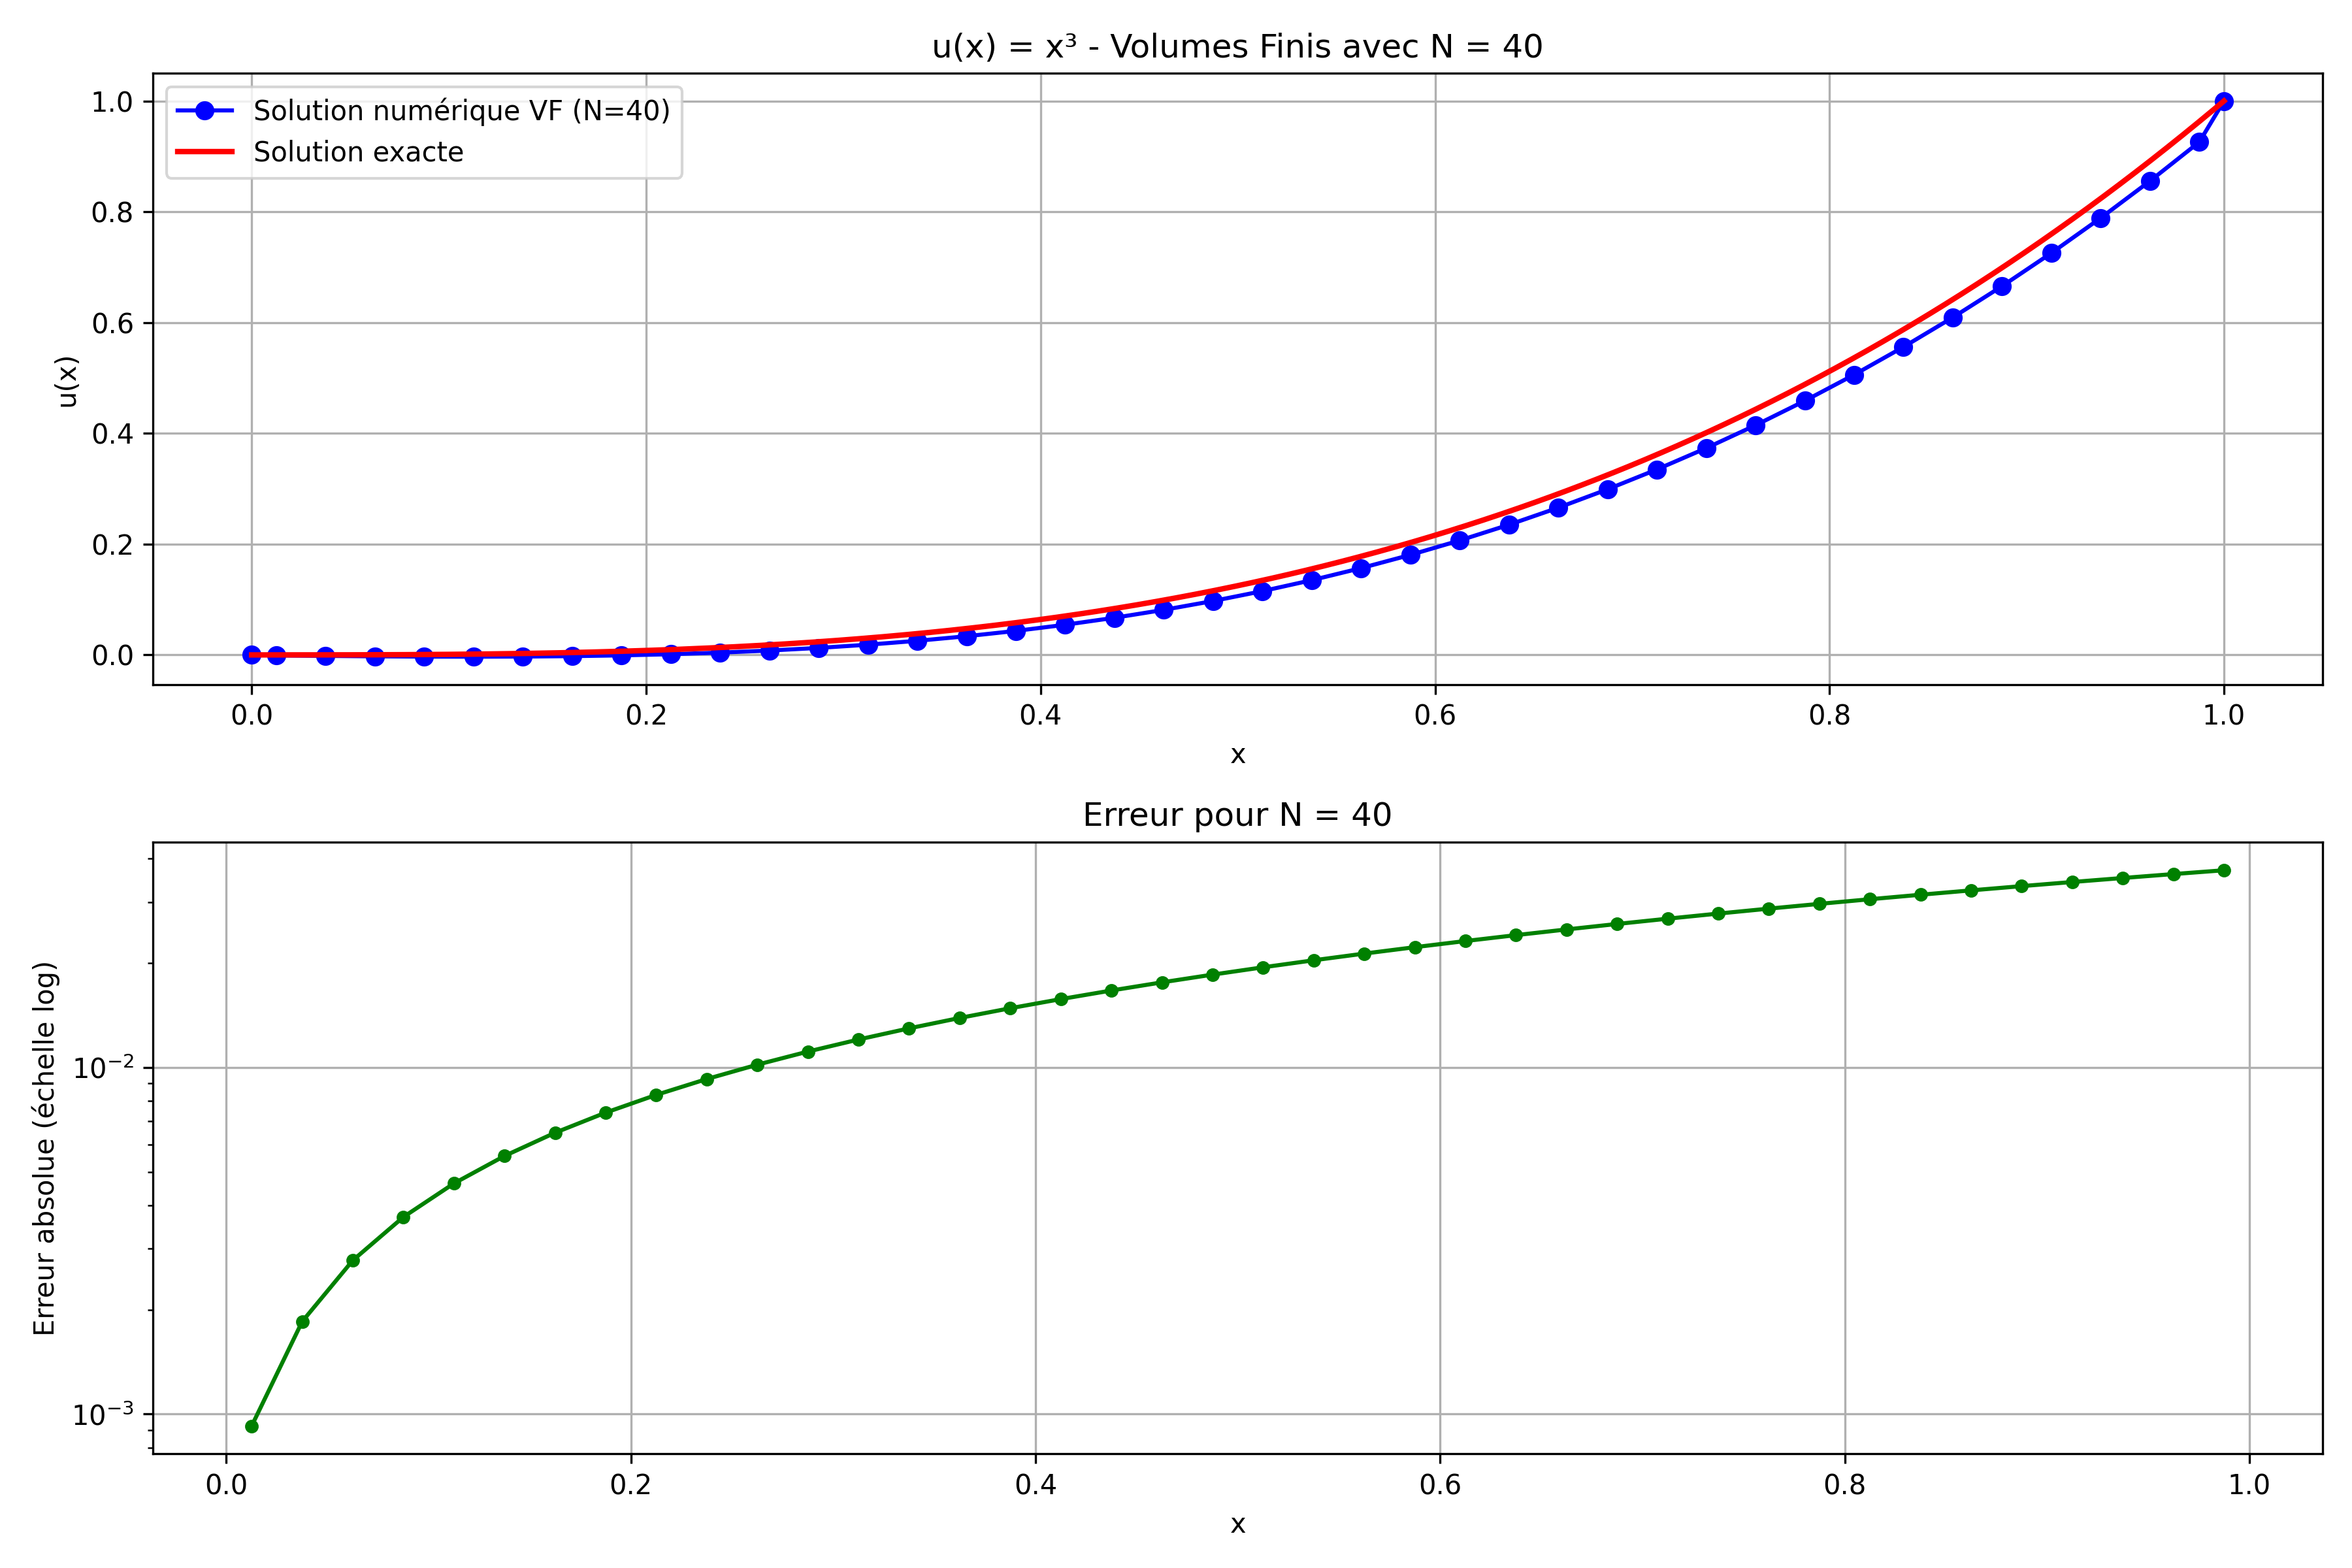 u(x) = x³ - Volumes Finis avec N = 40
Solution numérique VF (N=40)
Solution exacte
u(x)
1.0
0.8
0.6
0.4
0.2
0.0
0.0 0.2 0.4 0.6 0.8 1.0
x
Erreur pour N = 40
Erreur absolue (échelle log)
10⁻²
10⁻³
0.0 0.2 0.4 0.6 0.8 1.0
x